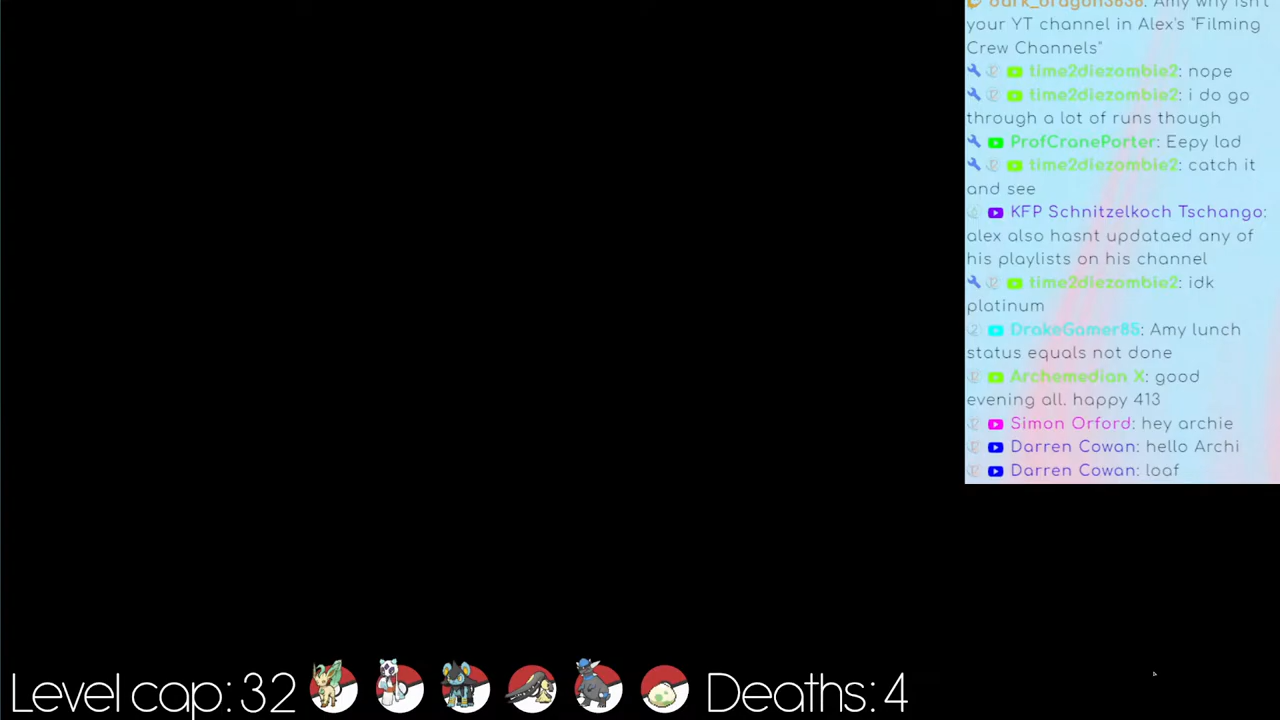 dark_dragon3636: Amy why isn't
your YT channel in Alex's "Filming
Crew Channels"
time2diezombie2: nope
time2diezombie2: i do go
through a lot of runs though
ProfCranePorter: Eepy lad
time2diezombie2: catch it
and see
KFP Schnitzelkoch Tschango:
alex also hasnt updataed any of
his playlists on his channel
time2diezombie2: idk
platinum
DrakeGamer85: Amy lunch
status equals not done
Archemedian X: good
evening all. happy 413
Simon Orford: hey archie
Darren Cowan: hello Archi
Darren Cowan: loaf
Level cap: 32
Deaths: 4